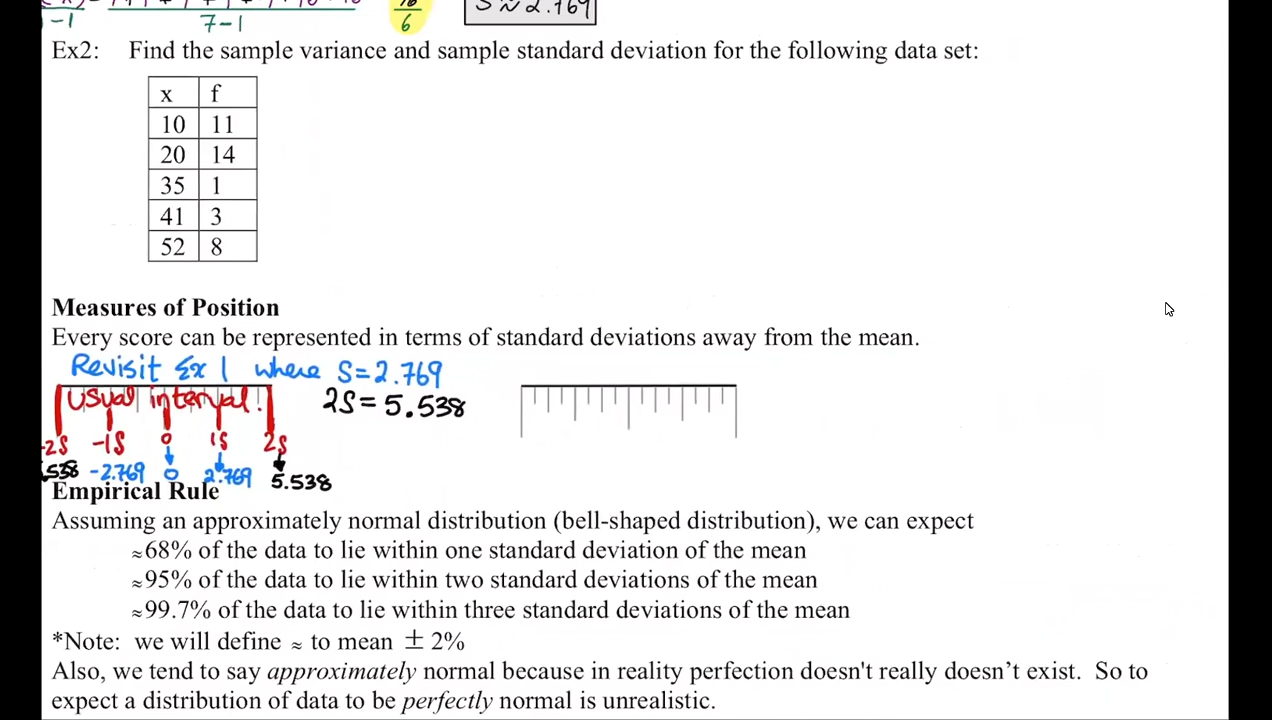 -1
7-1
6
S ≈ 2.769
Ex2: Find the sample variance and sample standard deviation for the following data set:
x f
10 11
20 14
35 1
41 3
52 8
Measures of Position
Every score can be represented in terms of standard deviations away from the mean.
Revisit Ex 1 where S=2.769
usual interval.
2S = 5.538
-2S -1S 0 1S 2S
.538 -2.769 0 2.769 5.538
Empirical Rule
Assuming an approximately normal distribution (bell-shaped distribution), we can expect
≈68% of the data to lie within one standard deviation of the mean
≈95% of the data to lie within two standard deviations of the mean
≈99.7% of the data to lie within three standard deviations of the mean
*Note: we will define ≈ to mean ± 2%
Also, we tend to say approximately normal because in reality perfection doesn't really doesn’t exist. So to
expect a distribution of data to be perfectly normal is unrealistic.